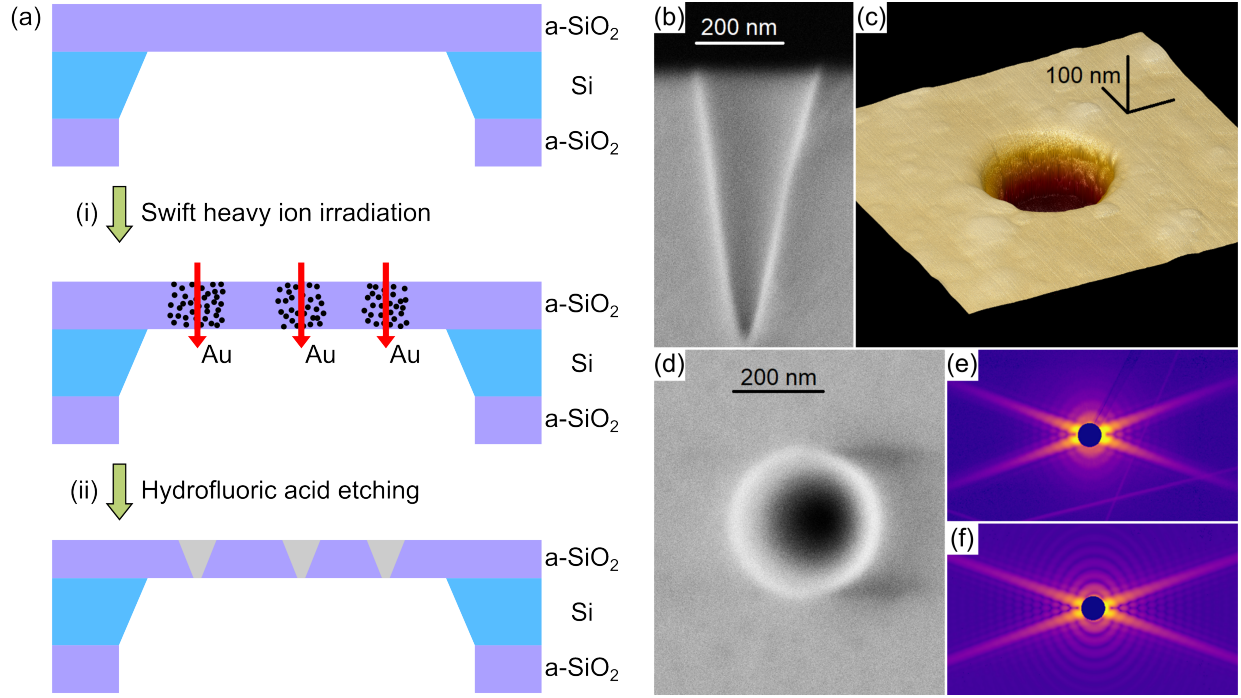 (a)
a-SiO₂
Si
a-SiO₂
(i) Swift heavy ion irradiation
a-SiO₂
Au Au Au
Si
a-SiO₂
(ii) Hydrofluoric acid etching
a-SiO₂
Si
a-SiO₂
(b)
200 nm
(c)
100 nm
(d)
200 nm
(e)
(f)